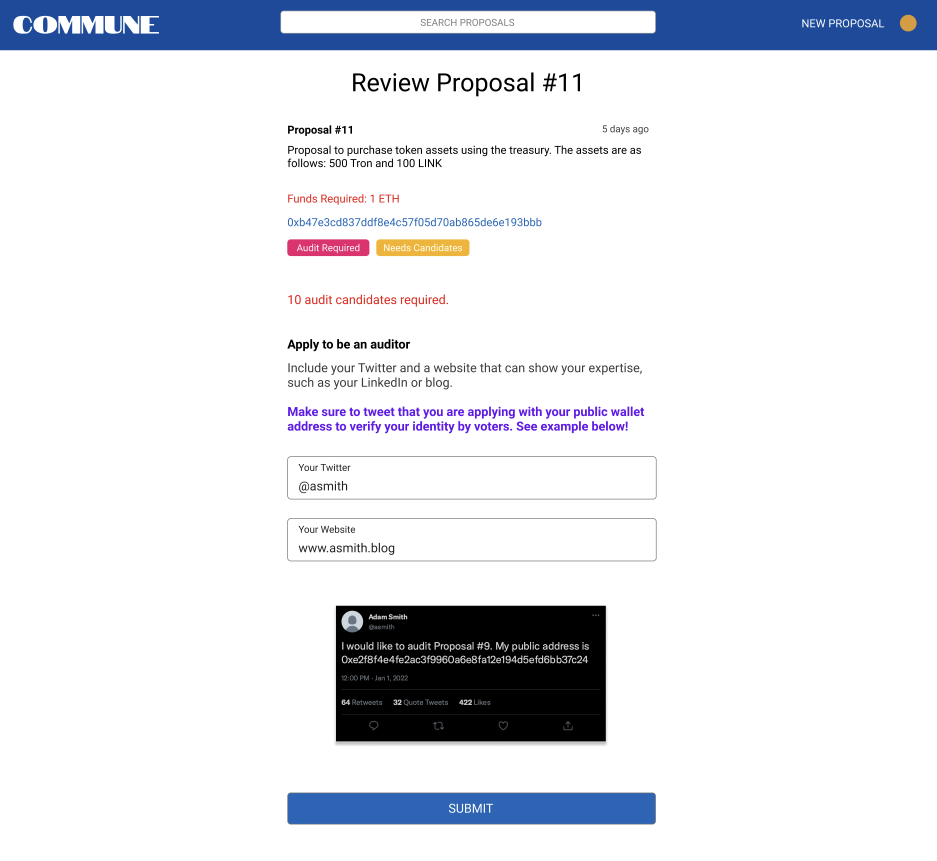 COMMUNE
SEARCH PROPOSALS
NEW PROPOSAL
Review Proposal #11
Proposal #11
5 days ago
Proposal to purchase token assets using the treasury. The assets are as
follows: 500 Tron and 100 LINK
Funds Required: 1 ETH
0xb47e3cd837ddf8e4c57f05d70ab865de6e193bbb
Audit Required
Needs Candidates
10 audit candidates required.
Apply to be an auditor
Include your Twitter and a website that can show your expertise,
such as your LinkedIn or blog.
Make sure to tweet that you are applying with your public wallet
address to verify your identity by voters. See example below!
Your Twitter
@asmith
Your Website
www.asmith.blog
Adam Smith
@asmith
I would like to audit Proposal #9. My public address is
0xe2f8f4e4fe2ac3f9960a6e8fa12e194d5efd6bb37c24
12:00 PM · Jan 1, 2022
64 Retweets 32 Quote Tweets 422 Likes
SUBMIT